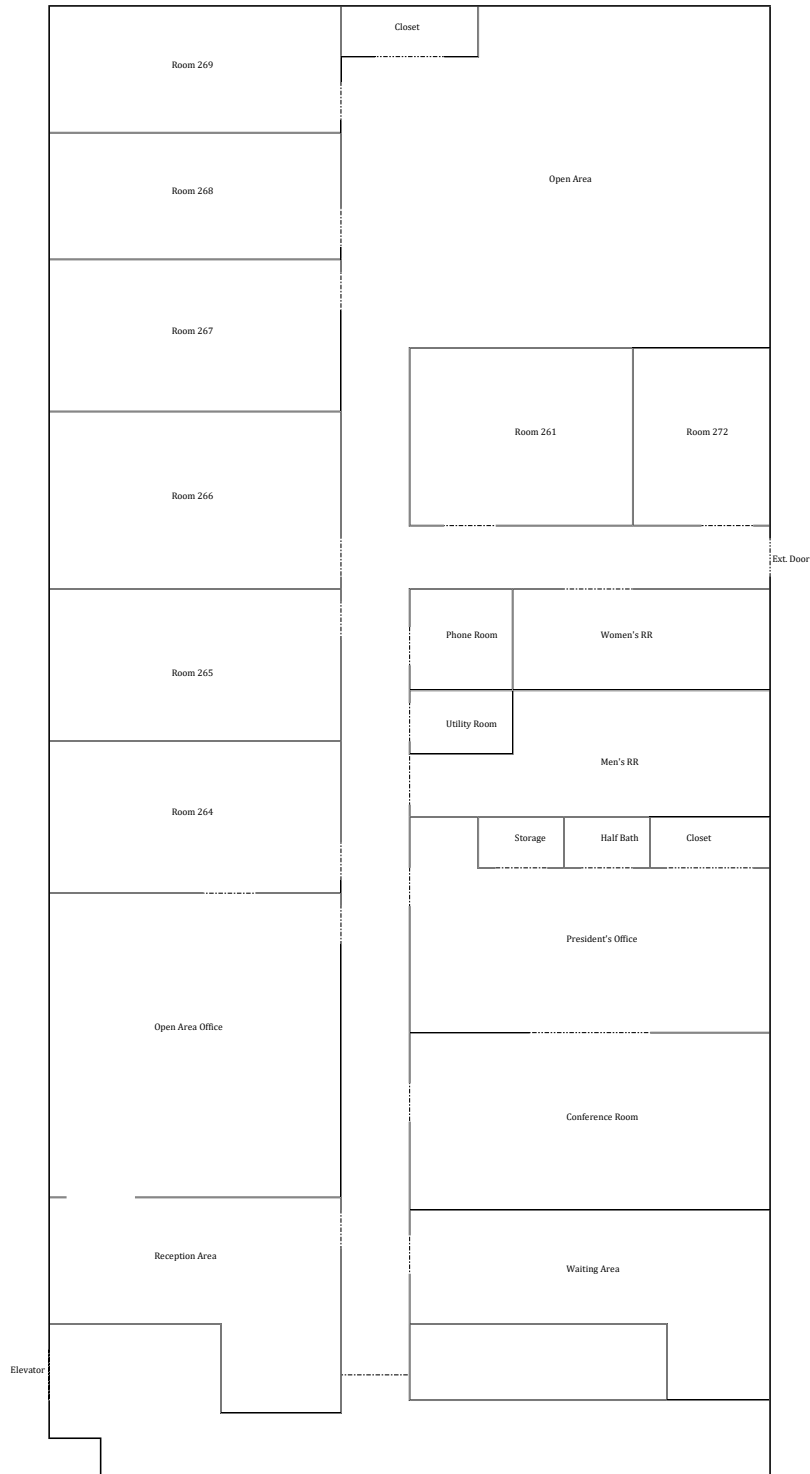 Closet
Room 269
Room 268
Open Area
Room 267
Room 261
Room 272
Room 266
Ext. Door
Phone Room
Women's RR
Room 265
Utility Room
Men's RR
Room 264
Storage
Half Bath
Closet
President's Office
Open Area Office
Conference Room
Reception Area
Waiting Area
Elevator